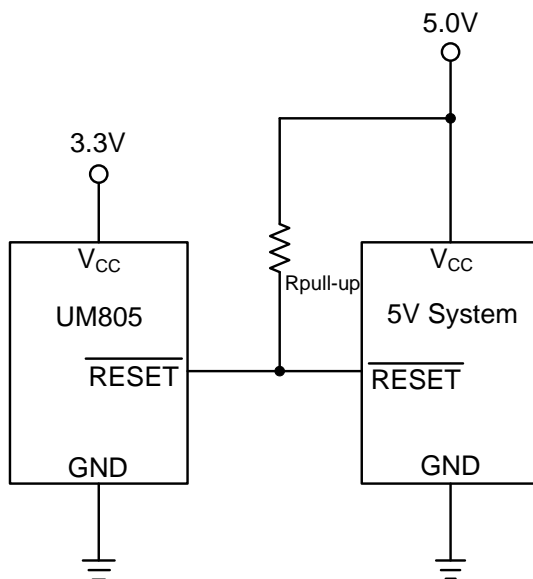 5.0V
3.3V
VCC
UM805
RESET
GND
Rpull-up
VCC
5V System
RESET
GND